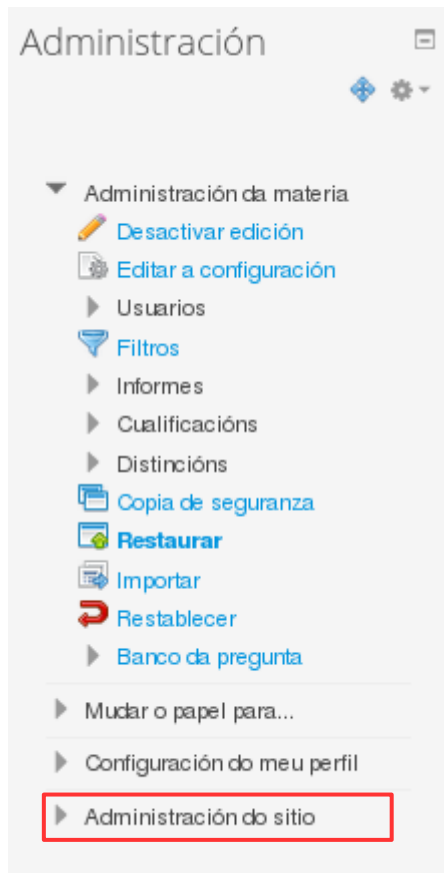 Administración
Administración da materia
Desactivar edición
Editar a configuración
Usuarios
Filtros
Informes
Cualificacións
Distincións
Copia de seguranza
Restaurar
Importar
Restablecer
Banco da pregunta
Mudar o papel para...
Configuración do meu perfil
Administración do sitio